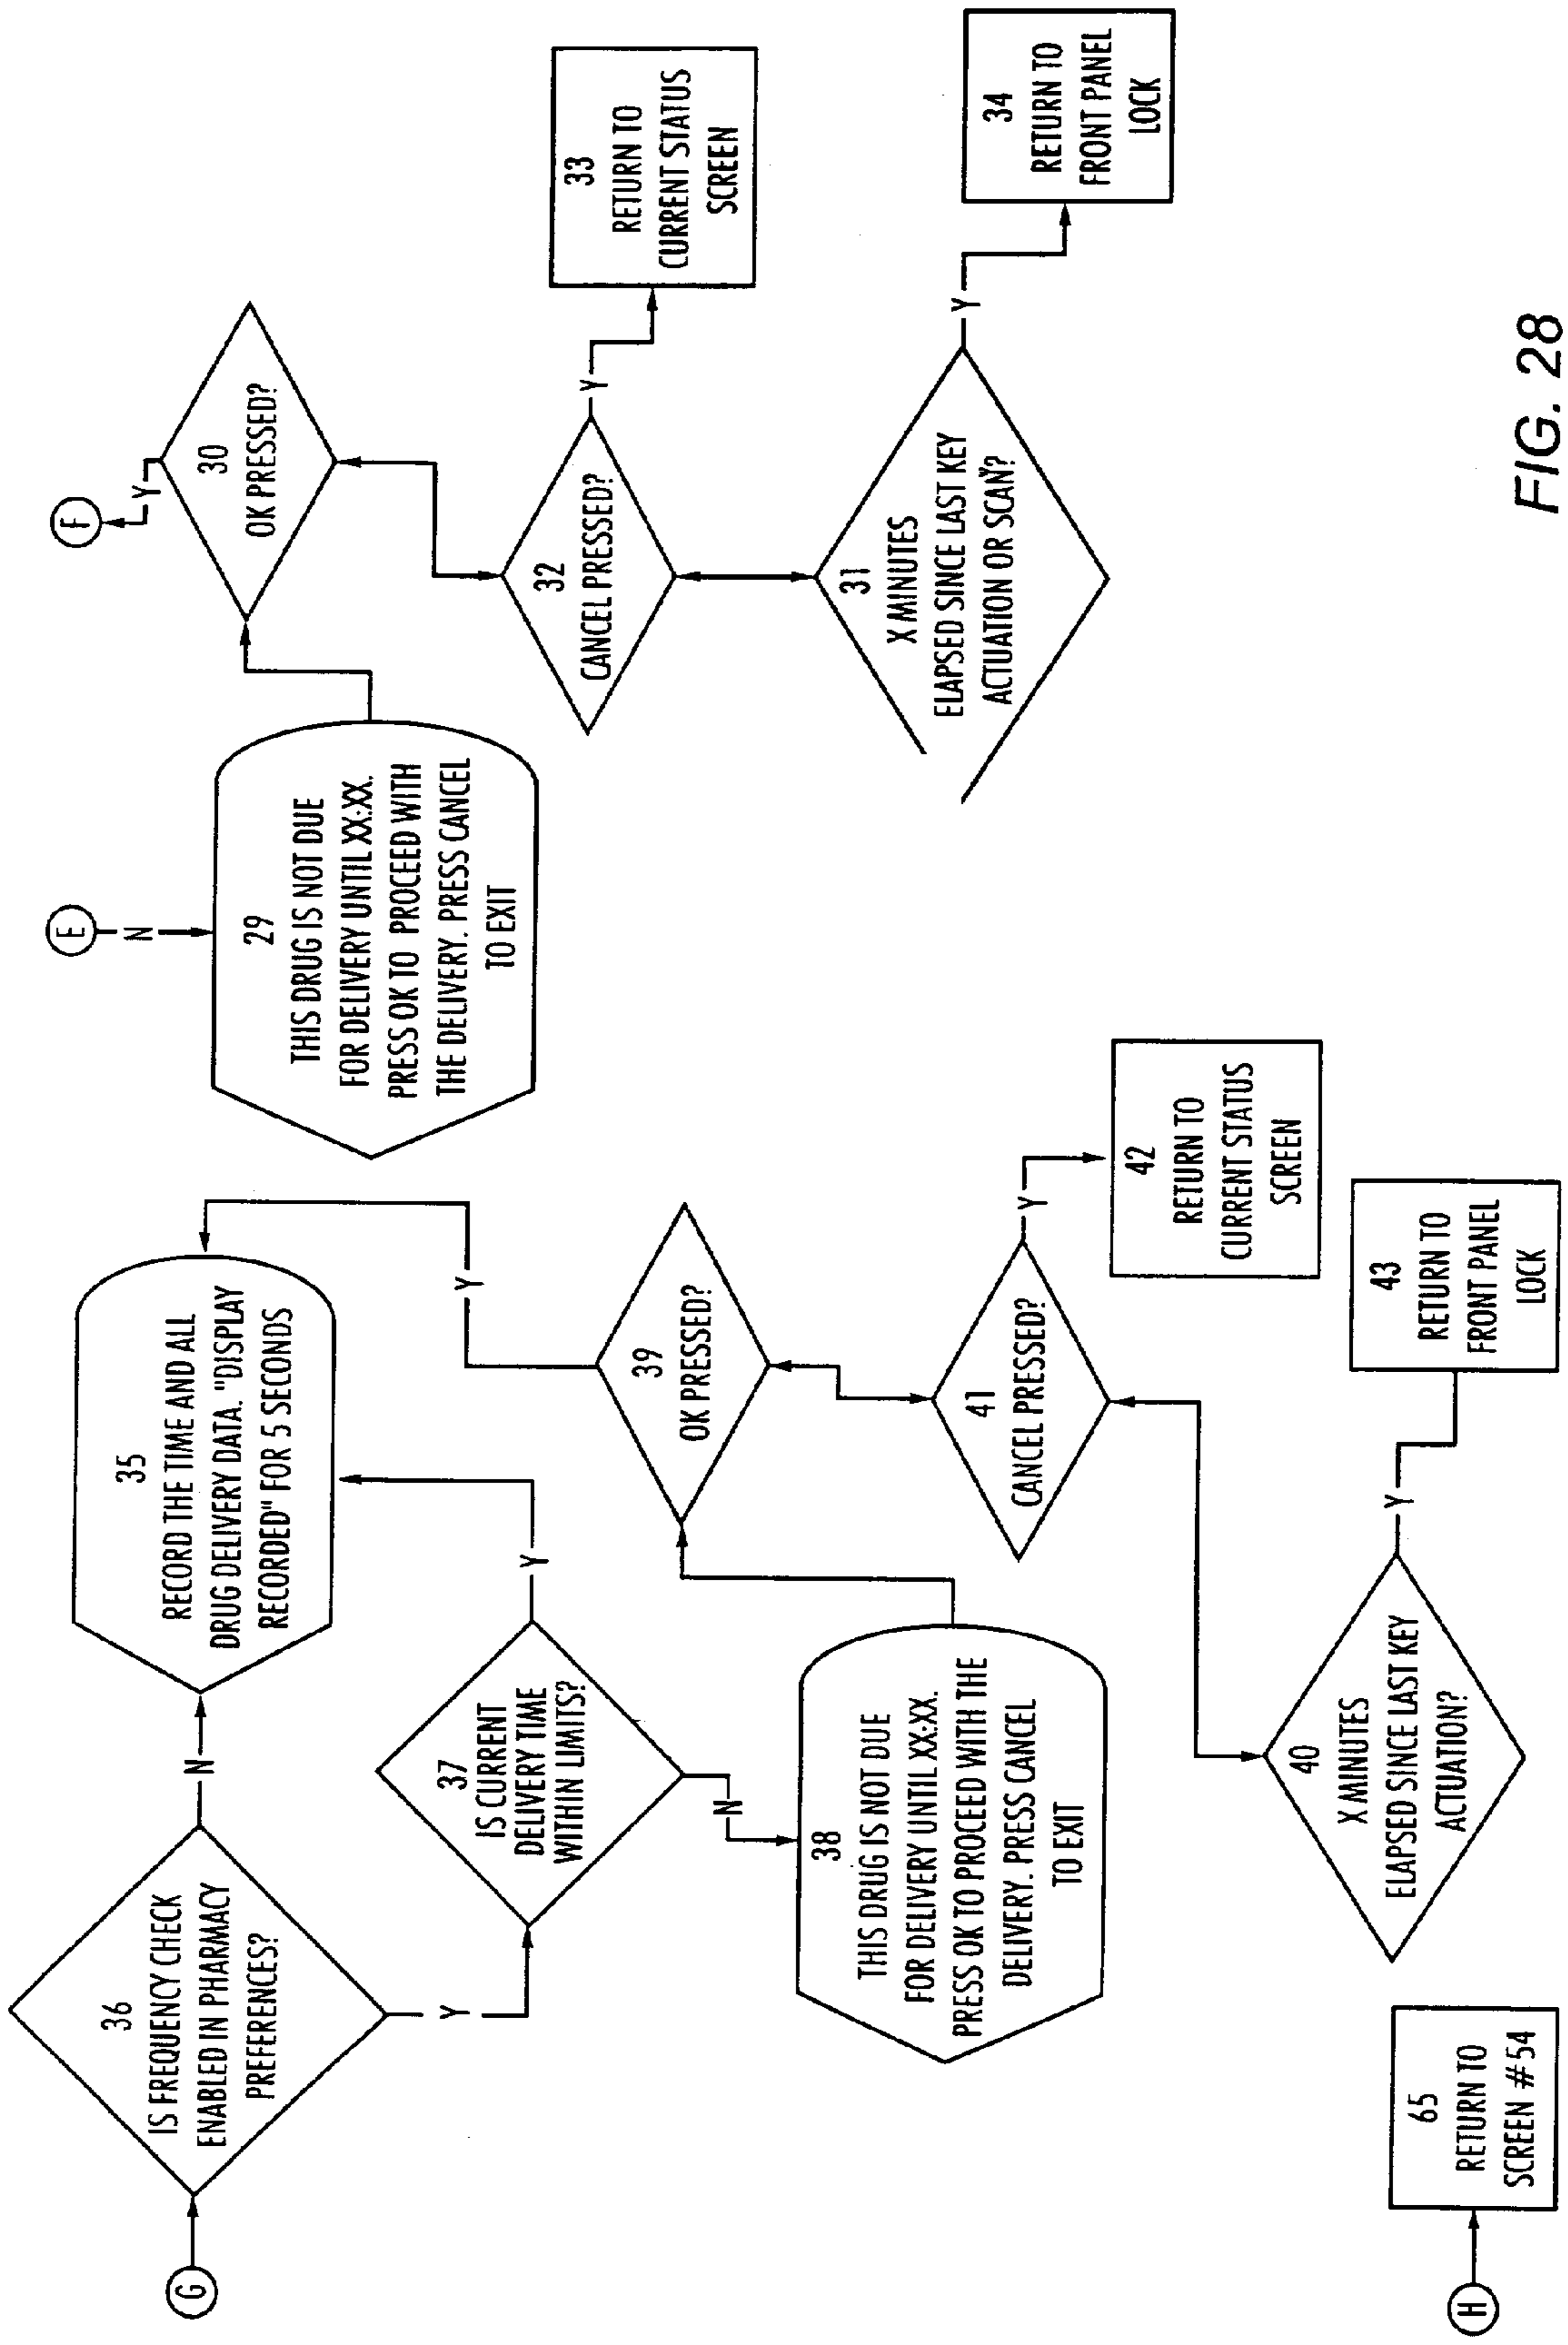 G
36
IS FREQUENCY CHECK
ENABLED IN PHARMACY
PREFERENCES?
N
Y
35
RECORD THE TIME AND ALL
DRUG DELIVERY DATA. "DISPLAY
RECORDED" FOR 5 SECONDS
37
IS CURRENT
DELIVERY TIME
WITHIN LIMITS?
Y
N
38
THIS DRUG IS NOT DUE
FOR DELIVERY UNTIL XX:XX.
PRESS OK TO PROCEED WITH THE
DELIVERY. PRESS CANCEL
TO EXIT
39
OK PRESSED?
Y
41
CANCEL PRESSED?
Y
42
RETURN TO
CURRENT STATUS
SCREEN
40
X MINUTES
ELAPSED SINCE LAST KEY
ACTUATION?
Y
43
RETURN TO
FRONT PANEL
LOCK
H
65
RETURN TO
SCREEN #54
E
N
29
THIS DRUG IS NOT DUE
FOR DELIVERY UNTIL XX:XX.
PRESS OK TO PROCEED WITH
THE DELIVERY. PRESS CANCEL
TO EXIT
F
Y
30
OK PRESSED?
32
CANCEL PRESSED?
Y
33
RETURN TO
CURRENT STATUS
SCREEN
31
X MINUTES
ELAPSED SINCE LAST KEY
ACTUATION OR SCAN?
Y
34
RETURN TO
FRONT PANEL
LOCK
FIG. 28